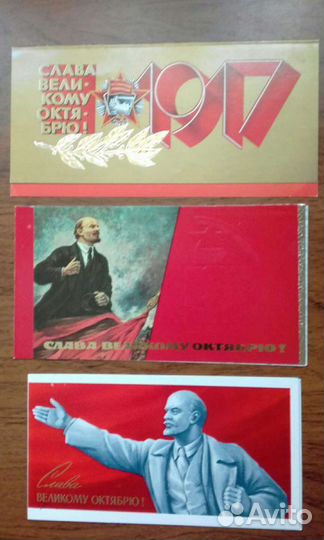 СЛАВА
ВЕЛИ-
КОМУ
ОКТЯ-
БРЮ!
1917
СЛАВА ВЕЛИКОМУ ОКТЯБРЮ!
Слава
ВЕЛИКОМУ ОКТЯБРЮ!
Avito